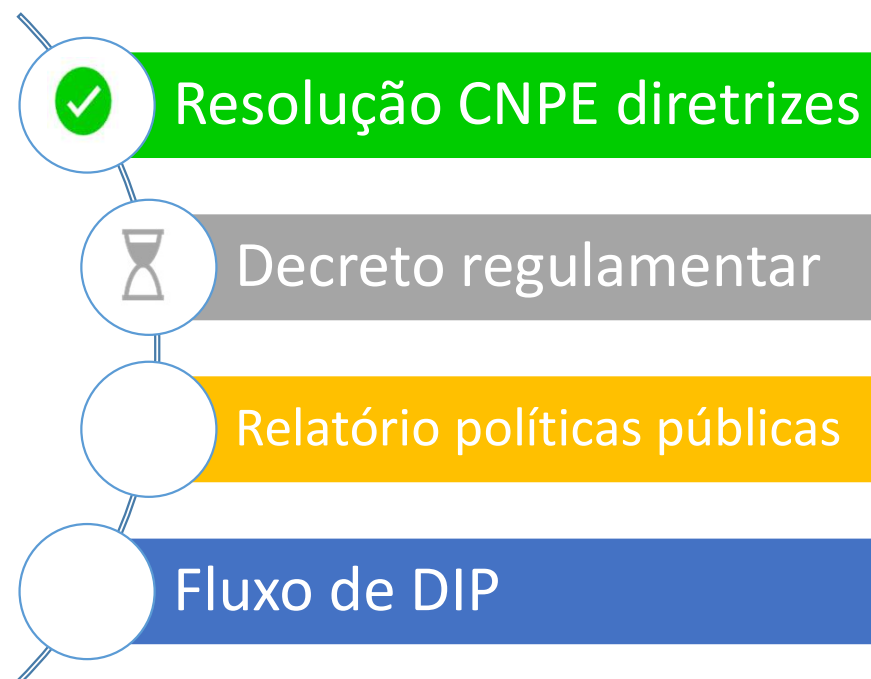 Resolução CNPE diretrizes
Decreto regulamentar
Relatório políticas públicas
Fluxo de DIP